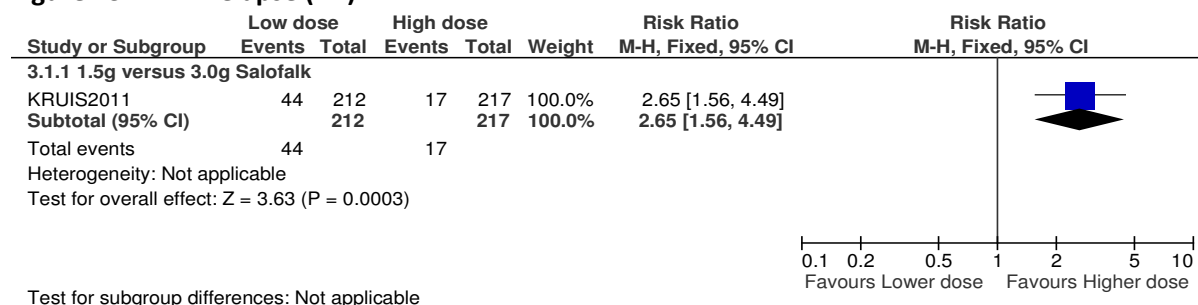 Low dose High dose Risk Ratio Risk Ratio
Study or Subgroup Events Total Events Total Weight M-H, Fixed, 95% CI M-H, Fixed, 95% CI
3.1.1 1.5g versus 3.0g Salofalk
KRUIS2011 44 212 17 217 100.0% 2.65 [1.56, 4.49]
Subtotal (95% CI) 212 217 100.0% 2.65 [1.56, 4.49]
Total events 44 17
Heterogeneity: Not applicable
Test for overall effect: Z = 3.63 (P = 0.0003)
0.1 0.2 0.5 1 2 5 10
Favours Lower dose Favours Higher dose
Test for subgroup differences: Not applicable